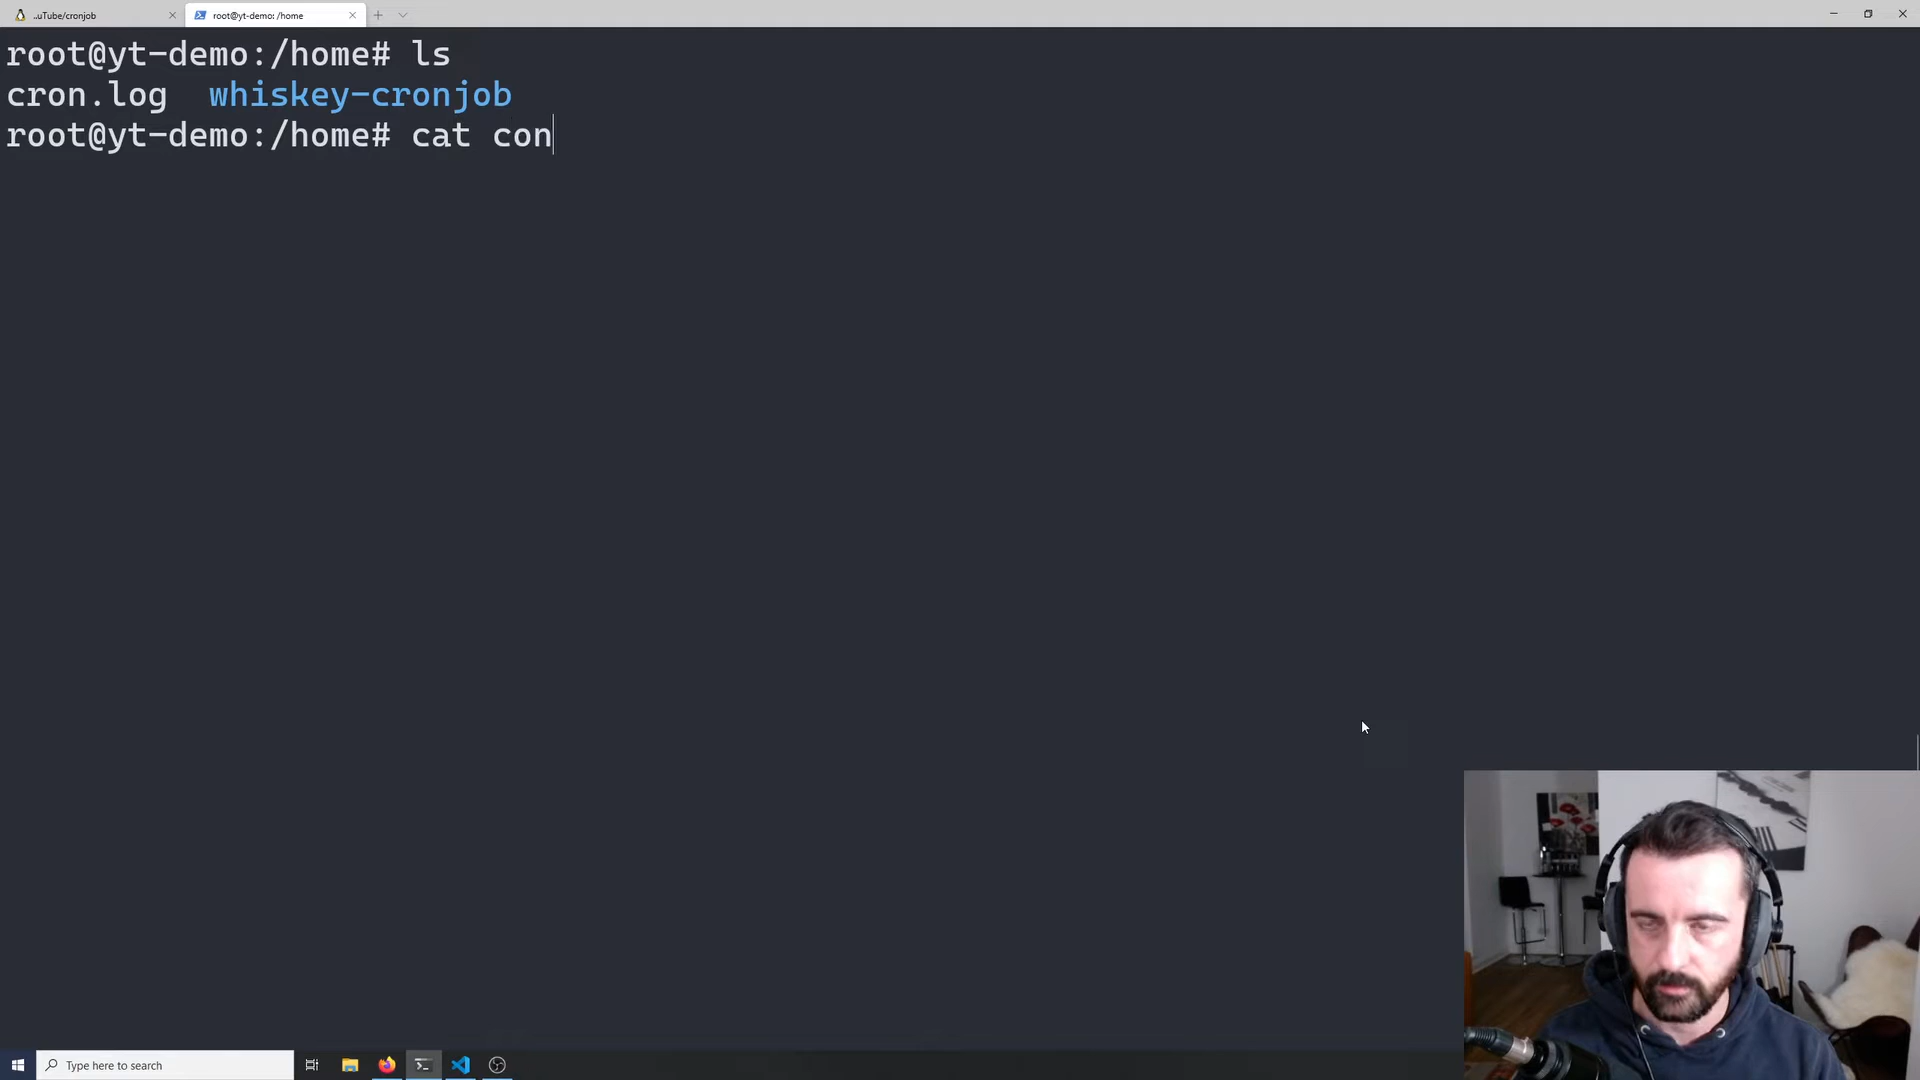 ..uTube/cronjob
root@yt-demo: /home
root@yt-demo:/home# ls
cron.log  whiskey-cronjob
root@yt-demo:/home# cat con
Type here to search